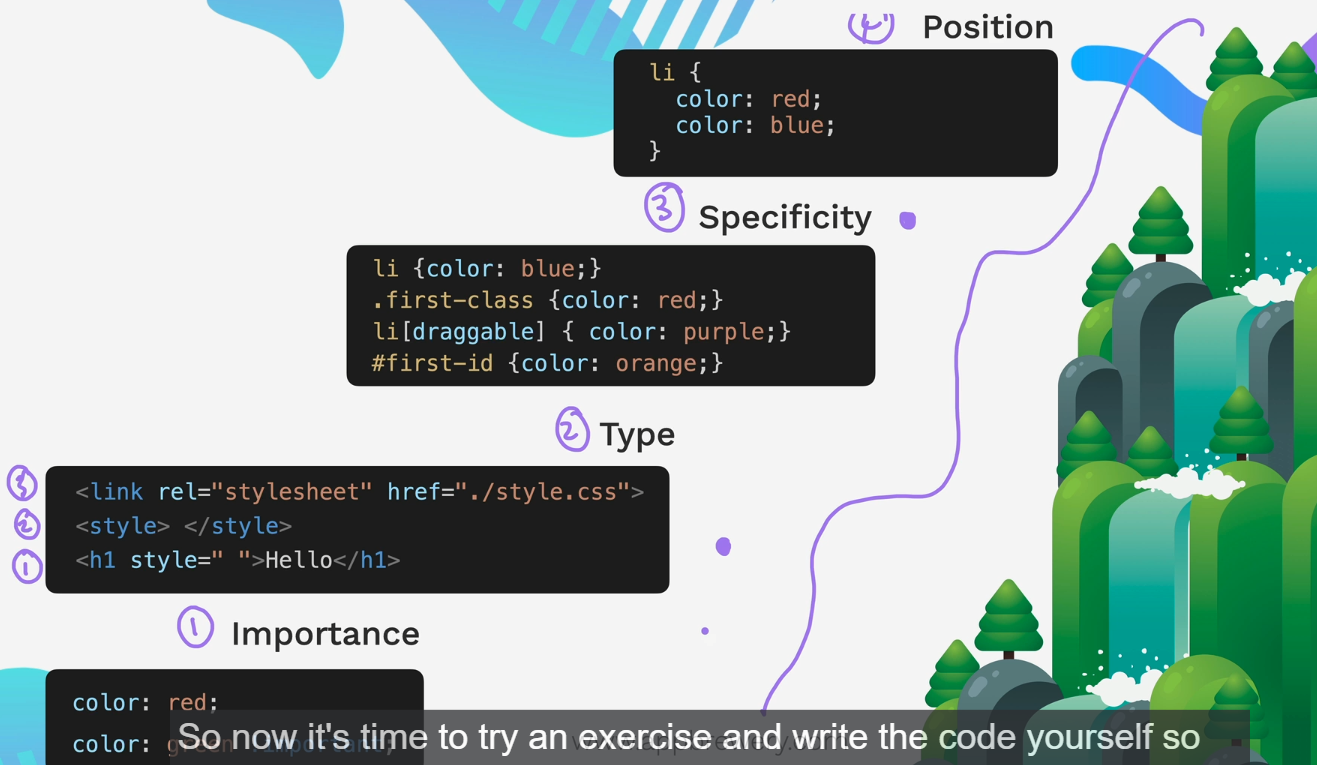 4 Position
li {
color: red;
color: blue;
}
3 Specificity
li {color: blue;}
.first-class {color: red;}
li[draggable] { color: purple;}
#first-id {color: orange;}
2 Type
3 <link rel="stylesheet" href="./style.css">
2 <style> </style>
1 <h1 style=" ">Hello</h1>
1 Importance
color: red;
color: green !important;
So now it's time to try an exercise and write the code yourself so